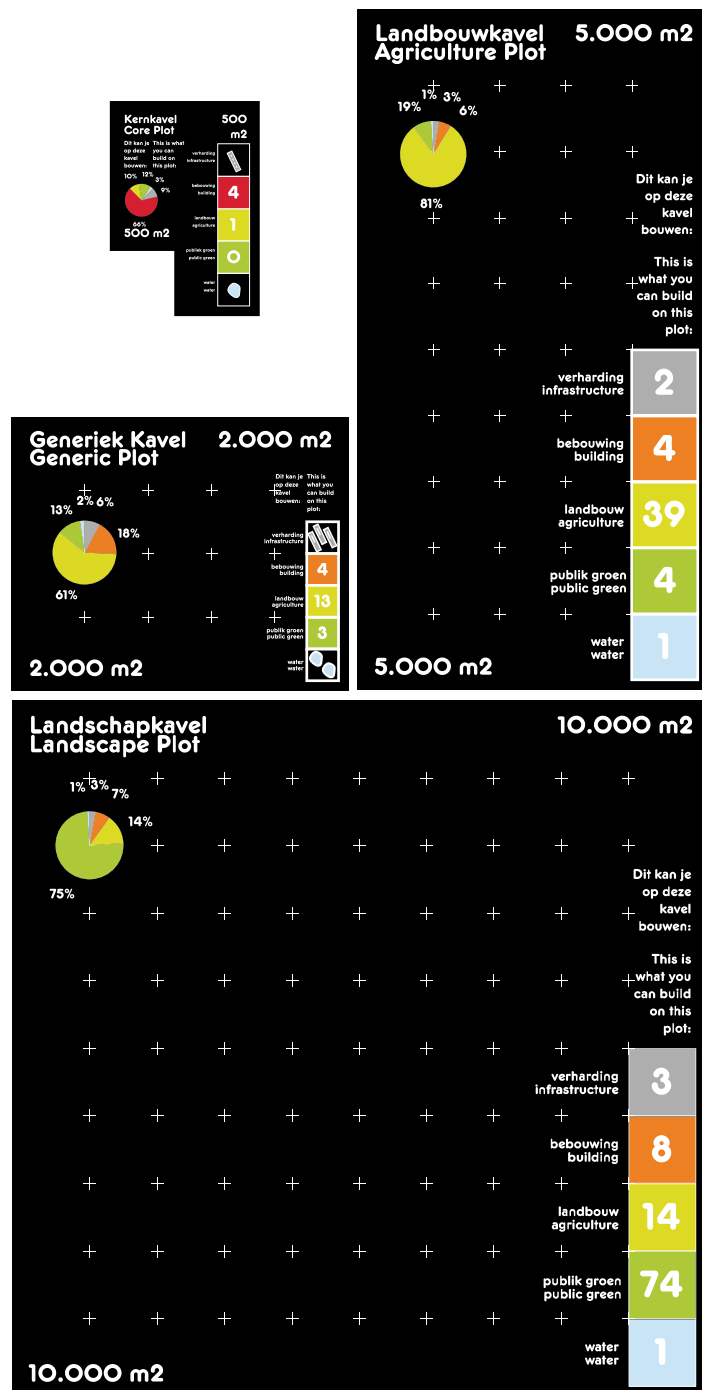 Kernkavel
Core Plot
500
m2
Dit kan je
op deze
kavel
bouwen:
This is what
you can
build on
this plot:
10%
12%
3%
9%
66%
500 m2
verharding
infrastructure
bebouwing
building
4
landbouw
agriculture
1
publiek groen
public green
0
water
water
Landbouwkavel
Agriculture Plot
5.000 m2
19%
1%
3%
6%
81%
Dit kan je
op deze
kavel
bouwen:
This is
what you
can build
on this
plot:
verharding
infrastructure
2
bebouwing
building
4
landbouw
agriculture
39
publik groen
public green
4
water
water
1
5.000 m2
Generiek Kavel
Generic Plot
2.000 m2
Dit kan je
op deze
kavel
bouwen:
This is
what you
can build
on this
plot:
13%
2%
6%
18%
61%
verharding
infrastructure
bebouwing
building
4
landbouw
agriculture
13
publik groen
public green
3
water
water
2.000 m2
Landschapkavel
Landscape Plot
10.000 m2
1%
3%
7%
14%
75%
Dit kan je
op deze
kavel
bouwen:
This is
what you
can build
on this
plot:
verharding
infrastructure
3
bebouwing
building
8
landbouw
agriculture
14
publik groen
public green
74
water
water
1
10.000 m2